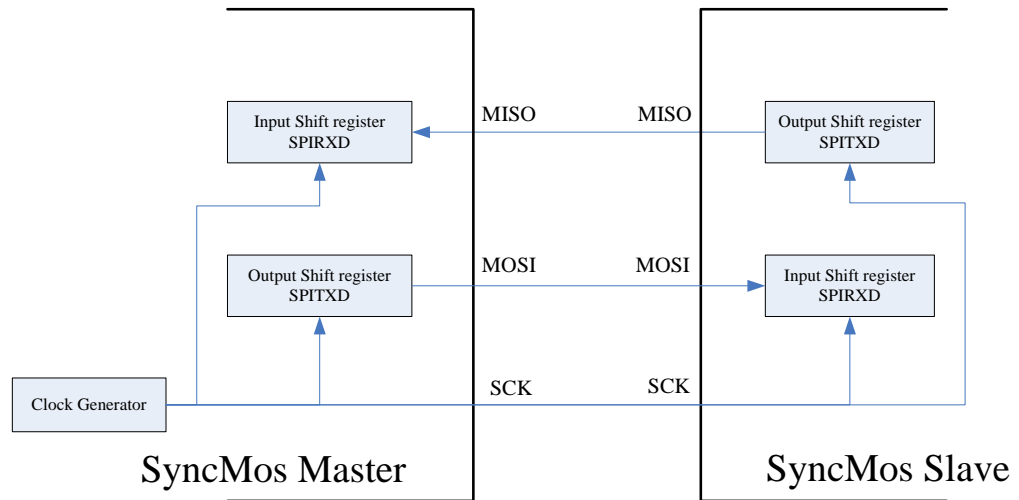 MISO
MISO
Input Shift register
SPIRXD
Output Shift register
SPITXD
MOSI
MOSI
Output Shift register
SPITXD
Input Shift register
SPIRXD
SCK
SCK
Clock Generator
SyncMos Master
SyncMos Slave